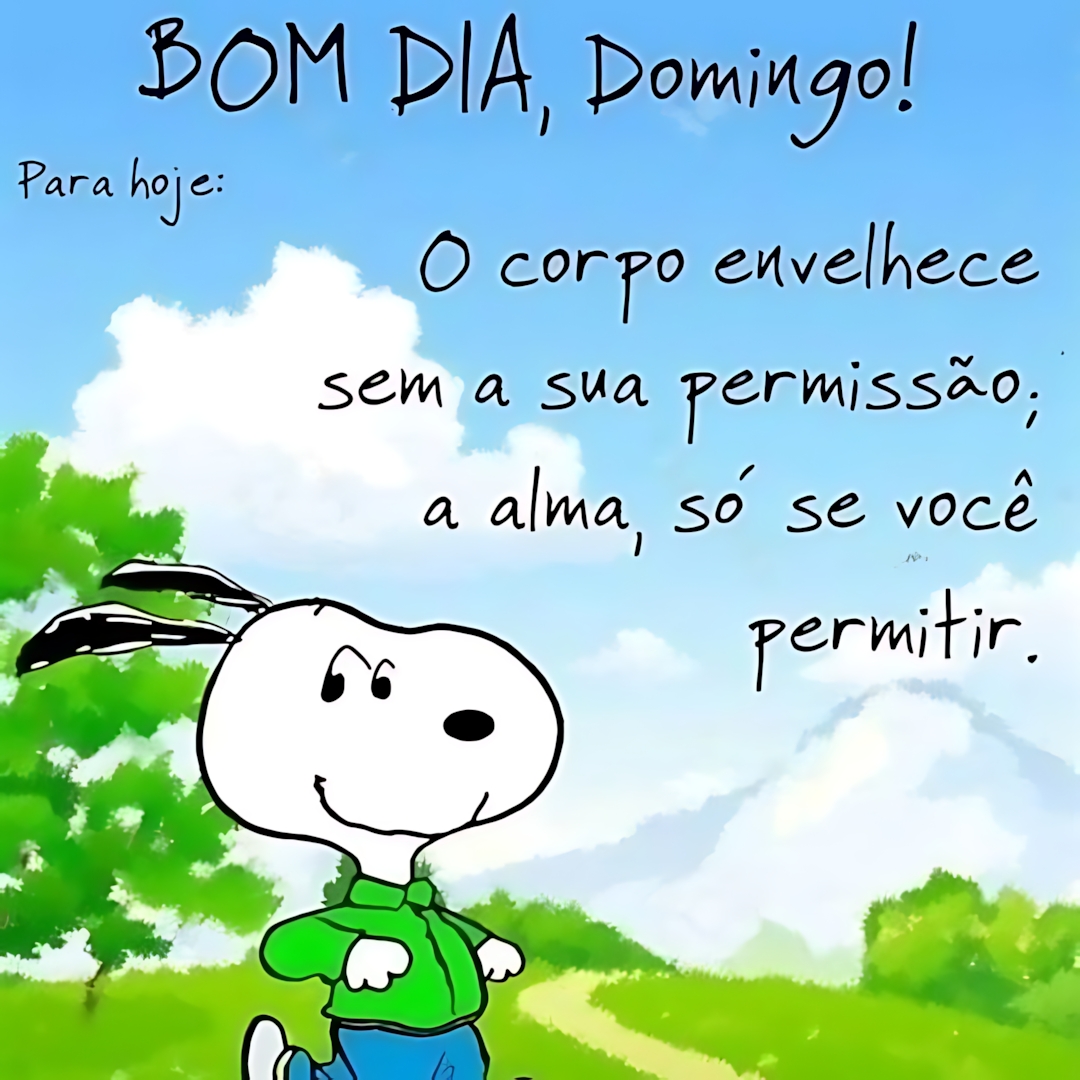 BOM DIA, Domingo!
Para hoje:
O corpo envelhece
sem a sua permissão;
a alma, só se você
permitir.